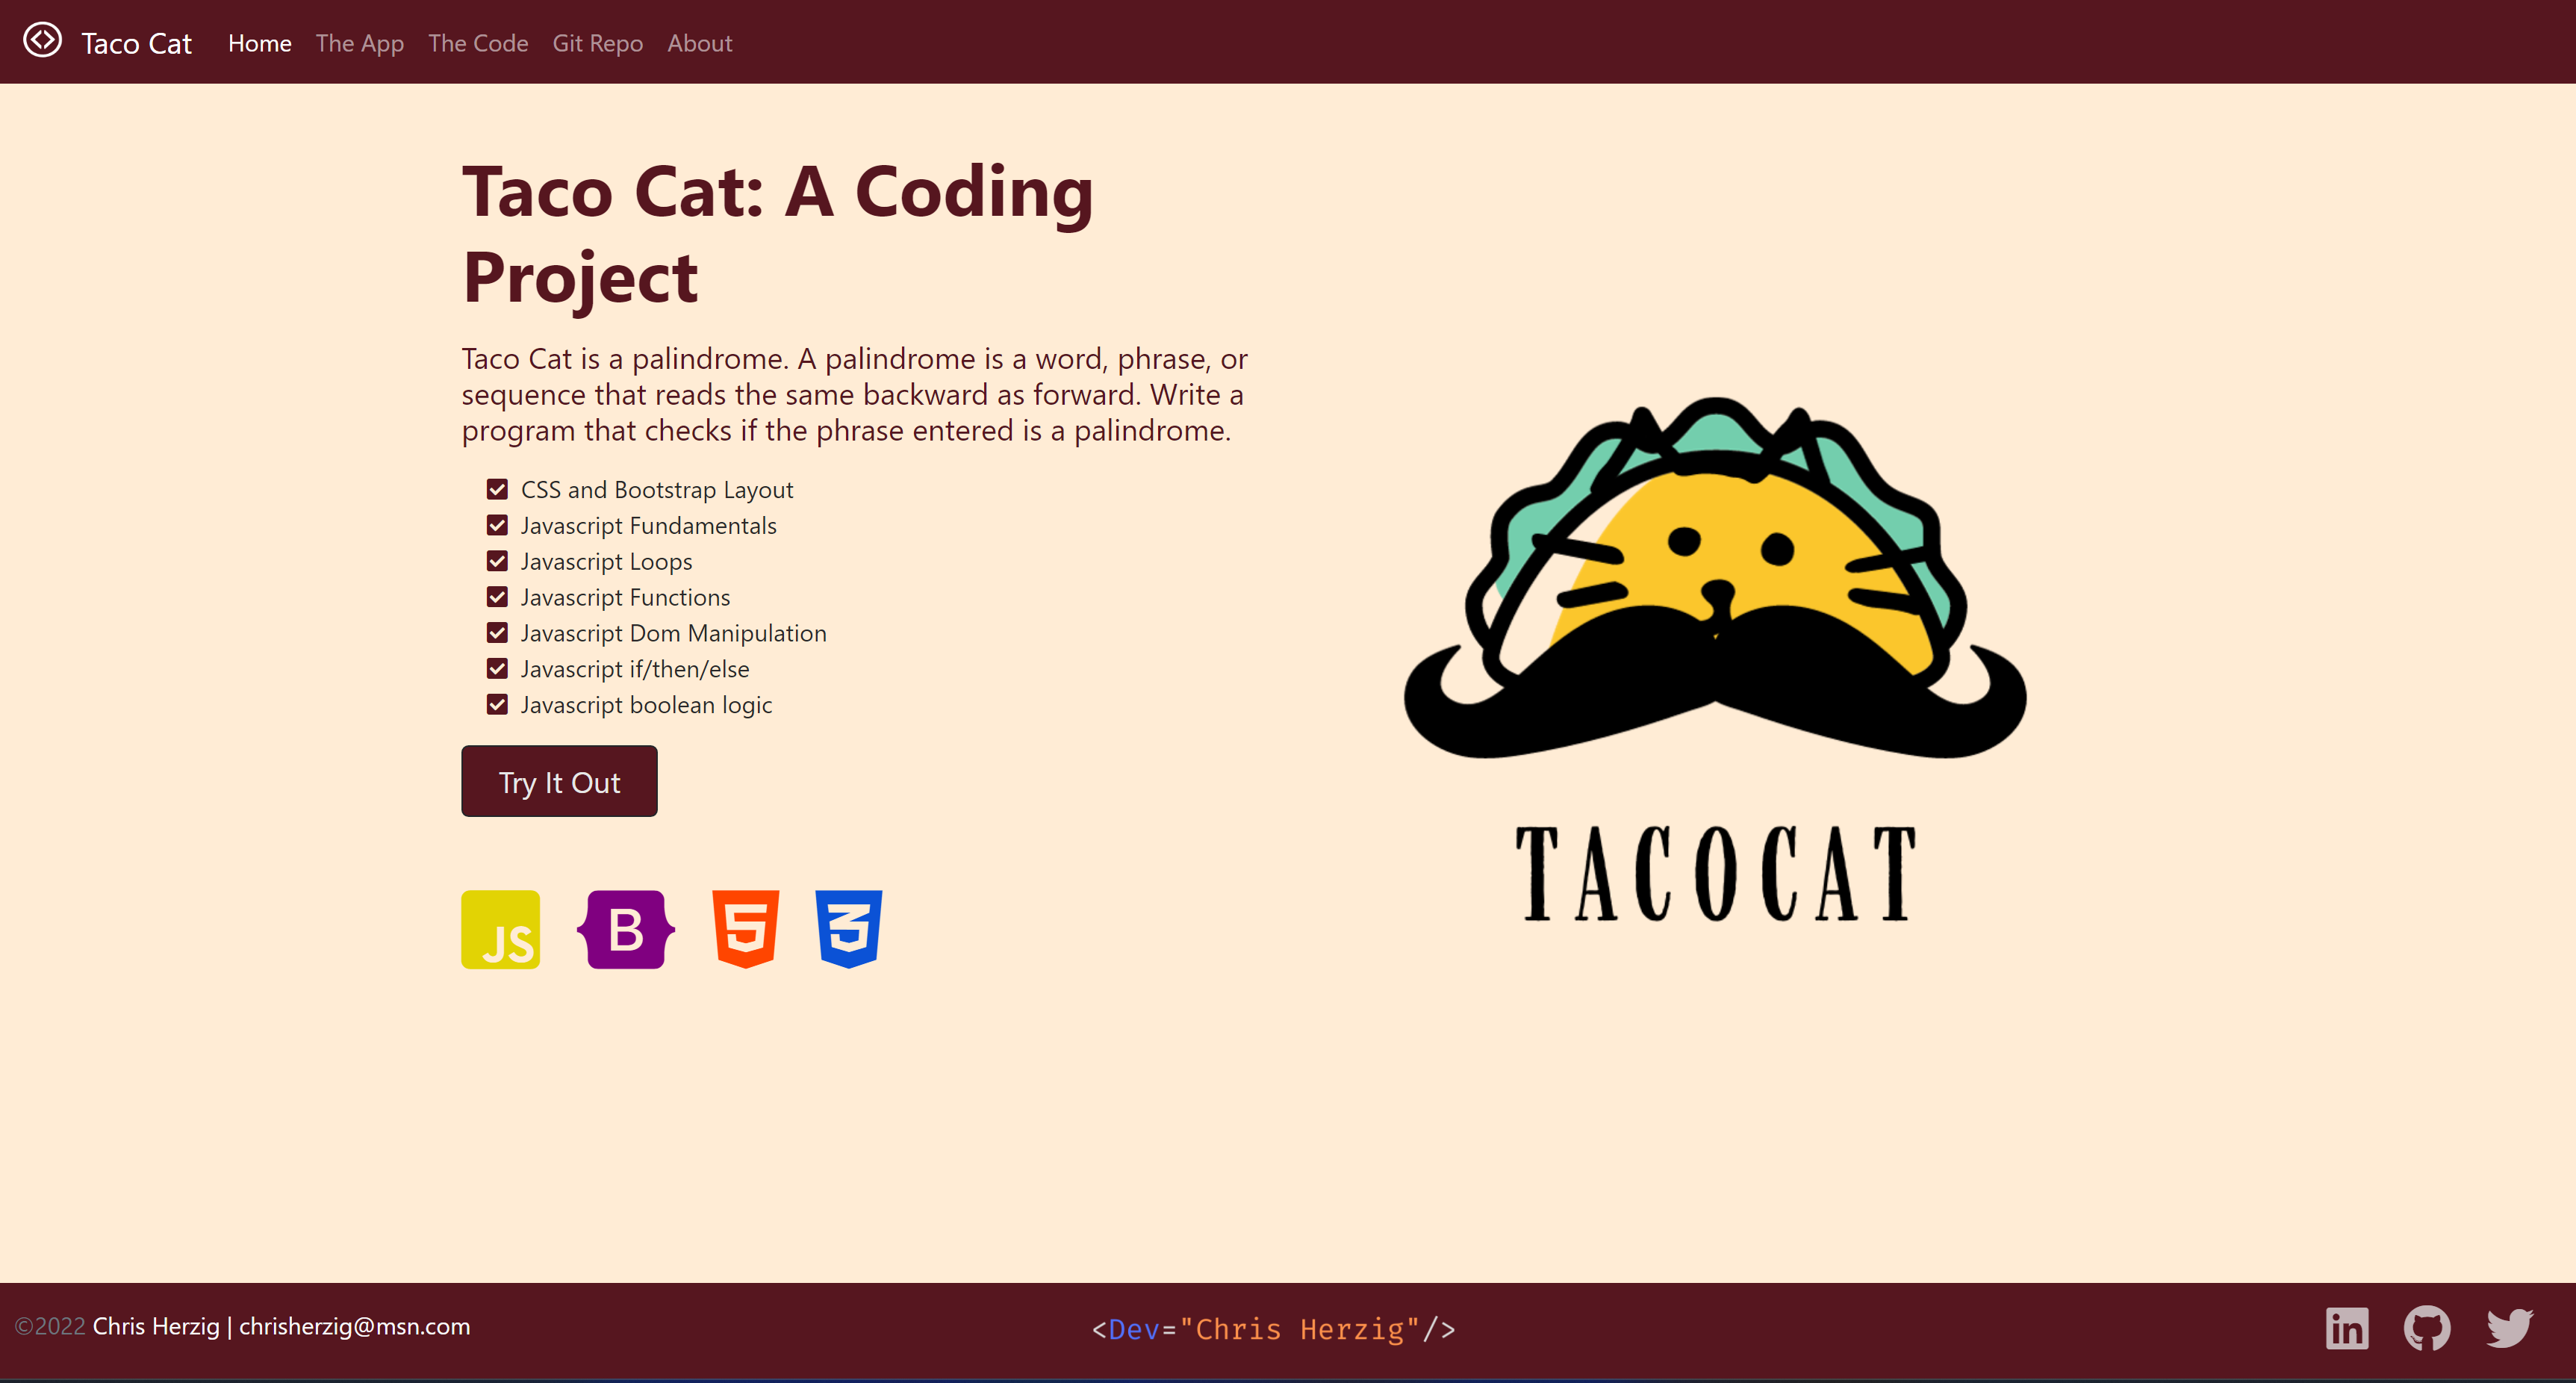 Taco Cat Home The App The Code Git Repo About
Taco Cat: A Coding
Project
Taco Cat is a palindrome. A palindrome is a word, phrase, or
sequence that reads the same backward as forward. Write a
program that checks if the phrase entered is a palindrome.
CSS and Bootstrap Layout
Javascript Fundamentals
Javascript Loops
Javascript Functions
Javascript Dom Manipulation
Javascript if/then/else
Javascript boolean logic
Try It Out
JS B 5 3
TACOCAT
©2022 Chris Herzig | chrisherzig@msn.com
<Dev="Chris Herzig"/>
in